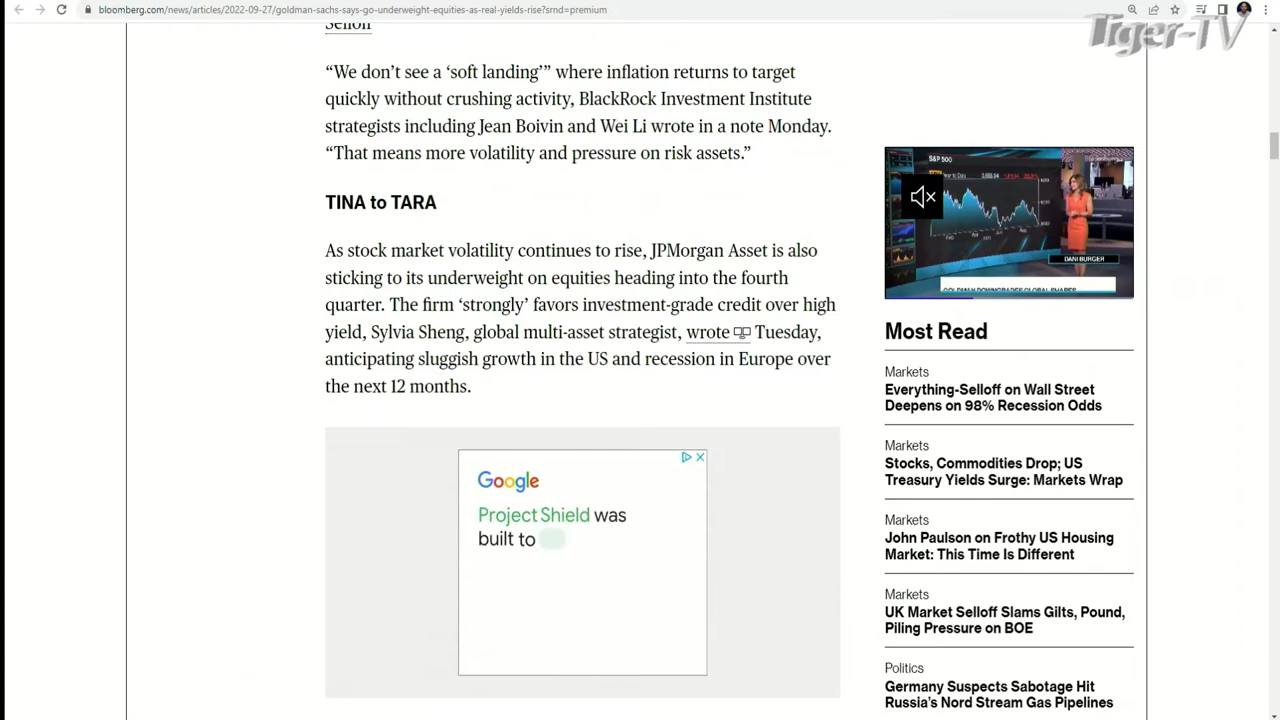 bloomberg.com/news/articles/2022-09-27/goldman-sachs-says-go-underweight-equities-as-real-yields-rise?srnd=premium
Tiger-TV
Selloff
“We don’t see a ‘soft landing’” where inflation returns to target
quickly without crushing activity, BlackRock Investment Institute
strategists including Jean Boivin and Wei Li wrote in a note Monday.
“That means more volatility and pressure on risk assets.”
TINA to TARA
As stock market volatility continues to rise, JPMorgan Asset is also
sticking to its underweight on equities heading into the fourth
quarter. The firm ‘strongly’ favors investment-grade credit over high
yield, Sylvia Sheng, global multi-asset strategist, wrote Tuesday,
anticipating sluggish growth in the US and recession in Europe over
the next 12 months.
Google
Project Shield was
built to
S&P 500
DANI BURGER
GOLDMAN DOWNGRADES GLOBAL SHARES
Most Read
Markets
Everything-Selloff on Wall Street
Deepens on 98% Recession Odds
Markets
Stocks, Commodities Drop; US
Treasury Yields Surge: Markets Wrap
Markets
John Paulson on Frothy US Housing
Market: This Time Is Different
Markets
UK Market Selloff Slams Gilts, Pound,
Piling Pressure on BOE
Politics
Germany Suspects Sabotage Hit
Russia’s Nord Stream Gas Pipelines